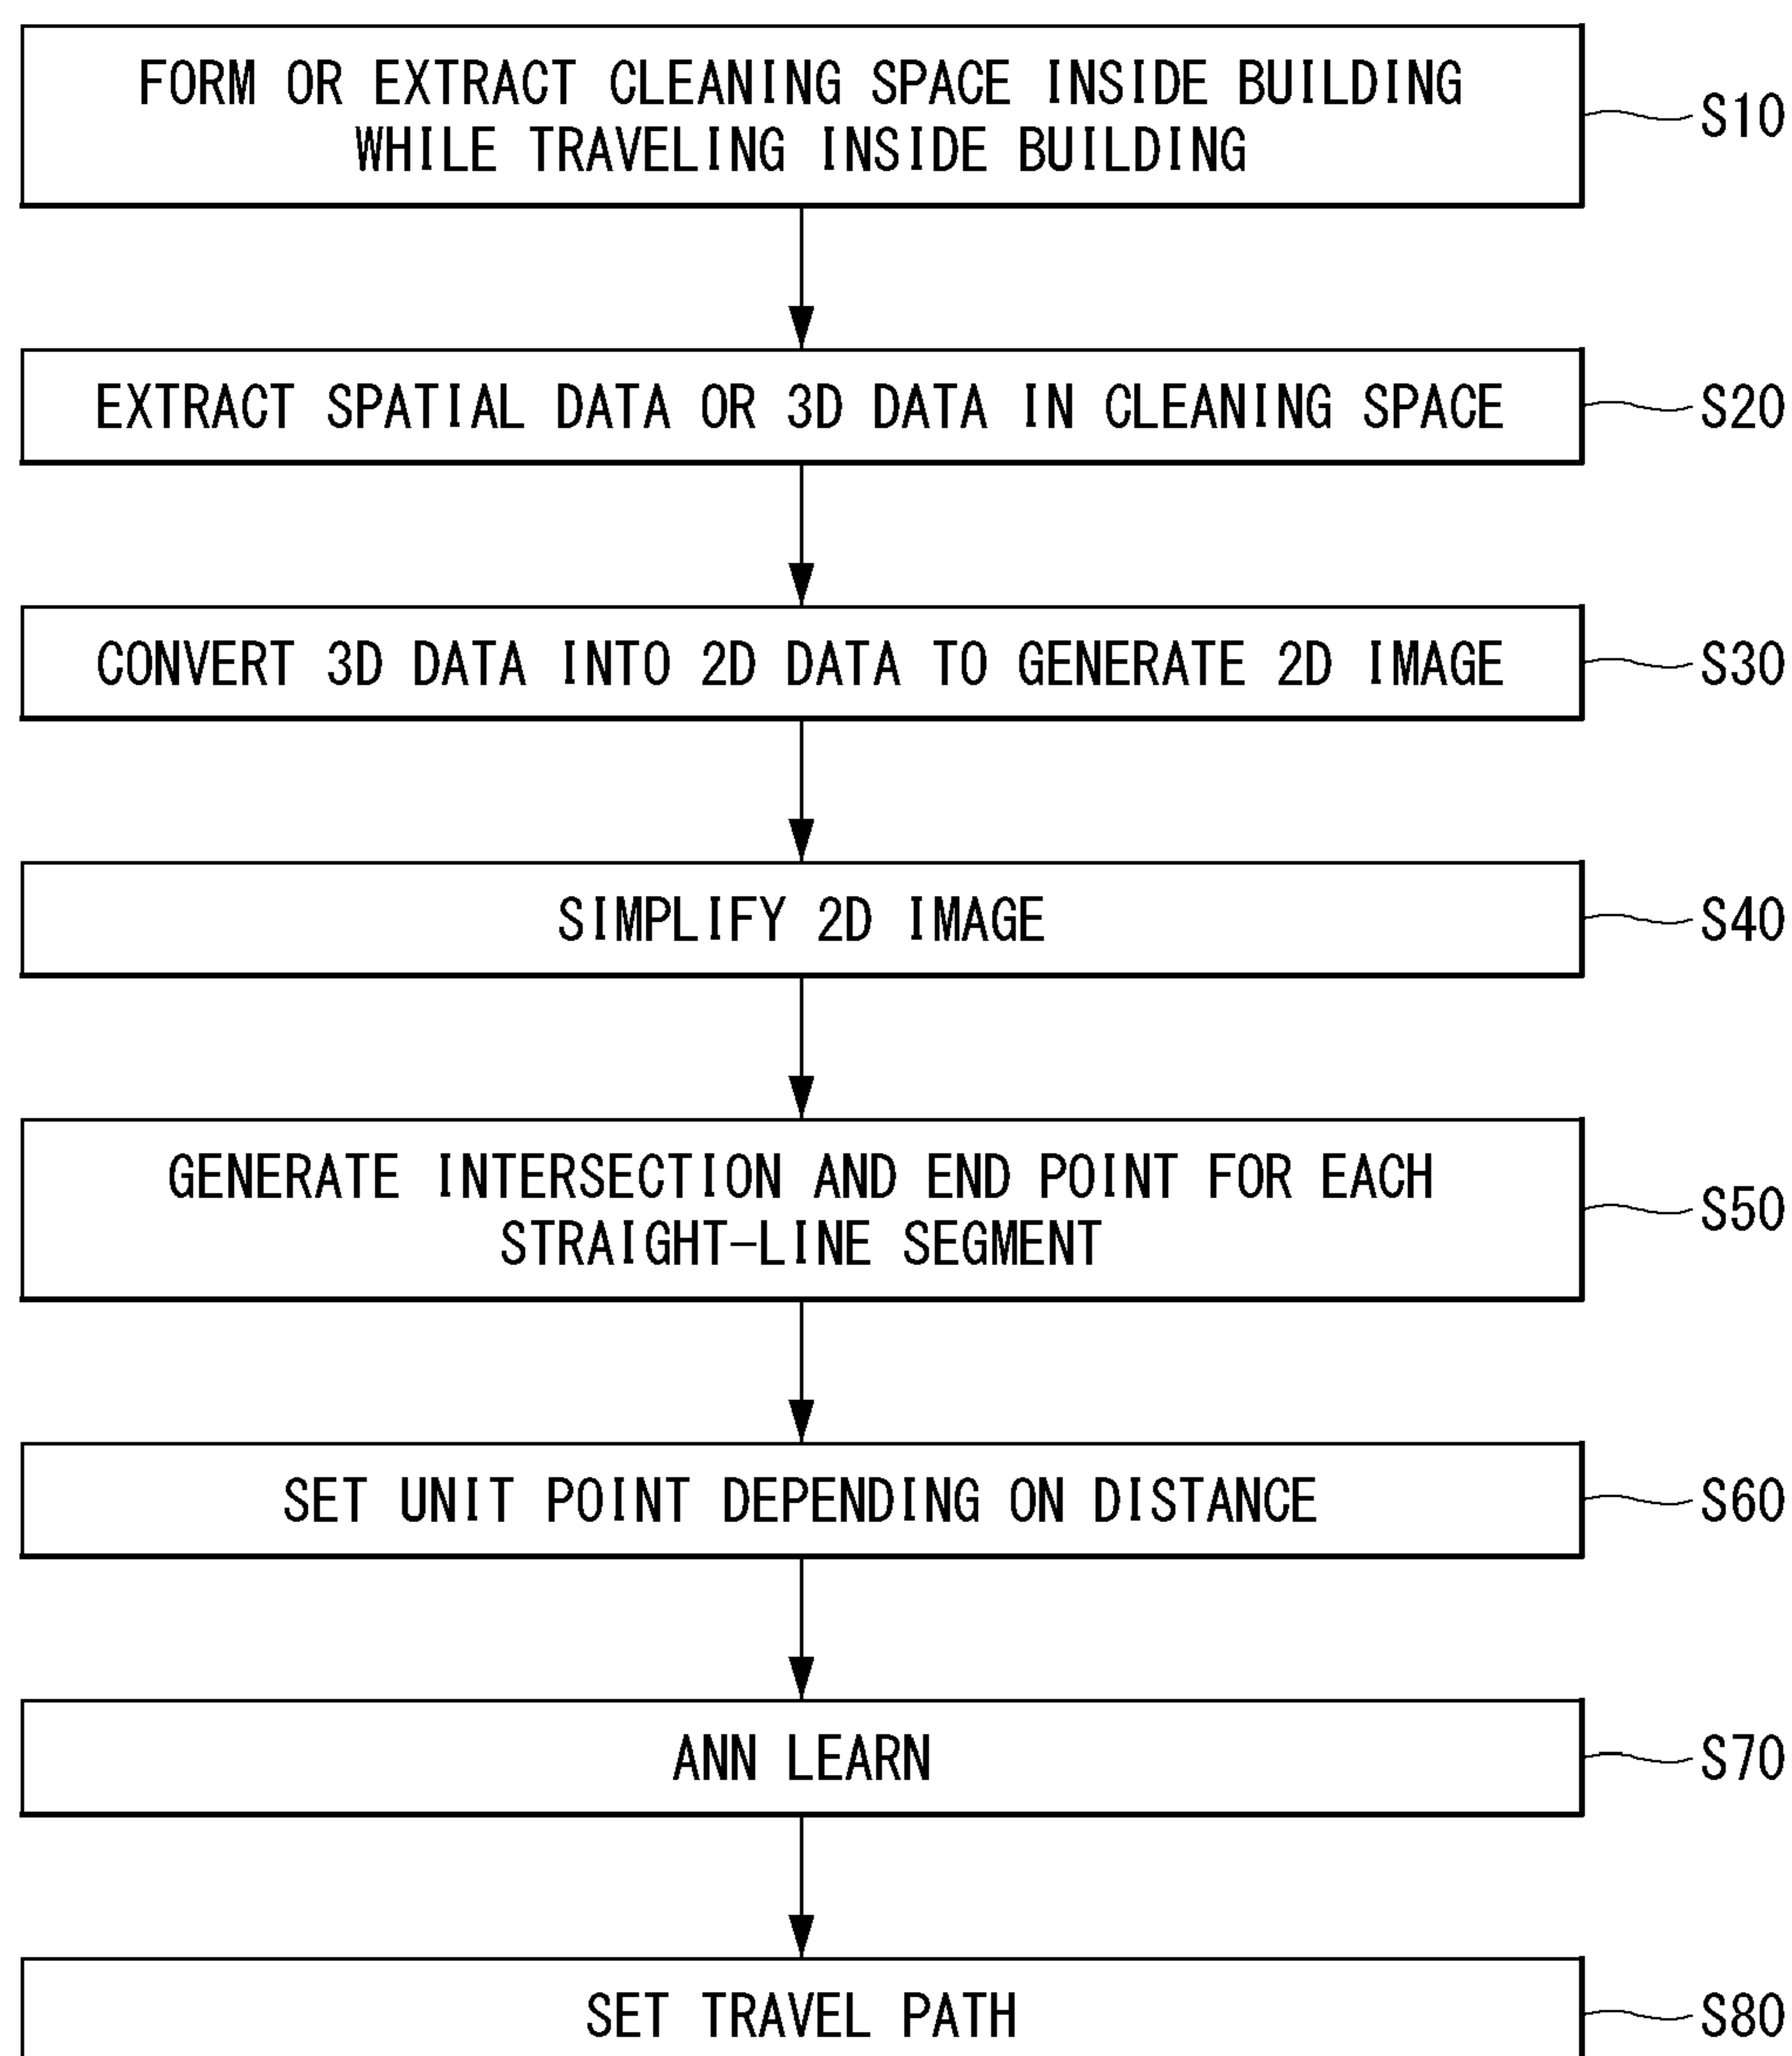 FORM OR EXTRACT CLEANING SPACE INSIDE BUILDING
WHILE TRAVELING INSIDE BUILDING
S10
EXTRACT SPATIAL DATA OR 3D DATA IN CLEANING SPACE
S20
CONVERT 3D DATA INTO 2D DATA TO GENERATE 2D IMAGE
S30
SIMPLIFY 2D IMAGE
S40
GENERATE INTERSECTION AND END POINT FOR EACH
STRAIGHT-LINE SEGMENT
S50
SET UNIT POINT DEPENDING ON DISTANCE
S60
ANN LEARN
S70
SET TRAVEL PATH
S80